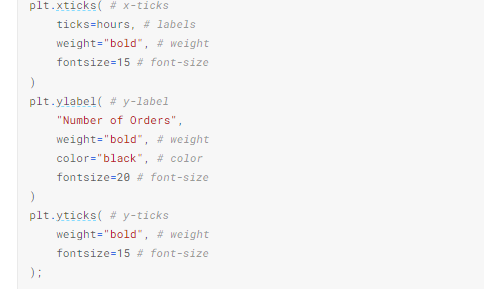 plt.xticks( # x-ticks
    ticks=hours, # labels
    weight="bold", # weight
    fontsize=15 # font-size
)
plt.ylabel( # y-label
    "Number of Orders",
    weight="bold", # weight
    color="black", # color
    fontsize=20 # font-size
)
plt.yticks( # y-ticks
    weight="bold", # weight
    fontsize=15 # font-size
);